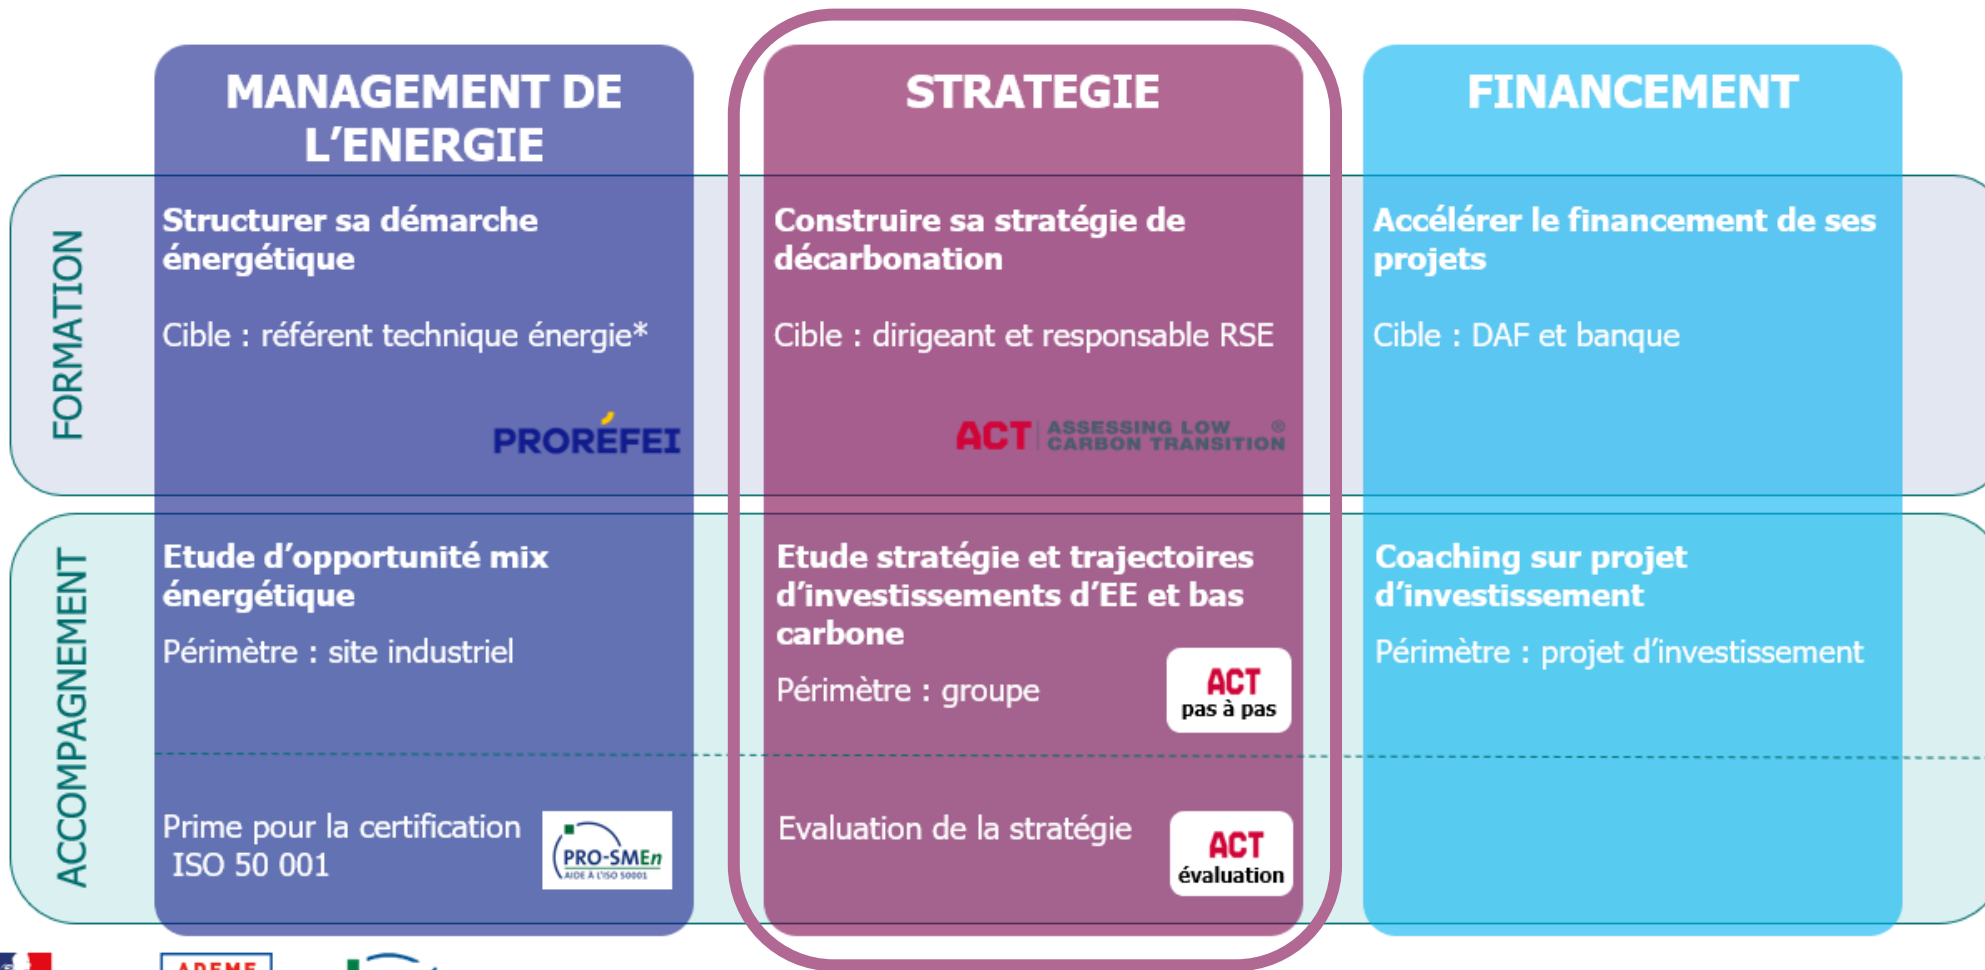 MANAGEMENT DE
L’ENERGIE
STRATEGIE
FINANCEMENT
FORMATION
Structurer sa démarche
énergétique
Cible : référent technique énergie*
PRORÉFEI
Construire sa stratégie de
décarbonation
Cible : dirigeant et responsable RSE
ACT ASSESSING LOW ®
CARBON TRANSITION
Accélérer le financement de ses
projets
Cible : DAF et banque
ACCOMPAGNEMENT
Etude d’opportunité mix
énergétique
Périmètre : site industriel
Prime pour la certification
ISO 50 001
PRO-SMEn
AIDE À L'ISO 50001
Etude stratégie et trajectoires
d’investissements d’EE et bas
carbone
Périmètre : groupe
ACT
pas à pas
Evaluation de la stratégie
ACT
évaluation
Coaching sur projet
d’investissement
Périmètre : projet d’investissement
ADEME